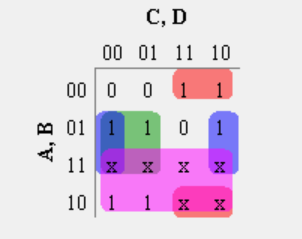 C, D
00 01 11 10
A, B
00 0 0 1 1
01 1 1 0 1
11 x x x x
10 1 1 x x